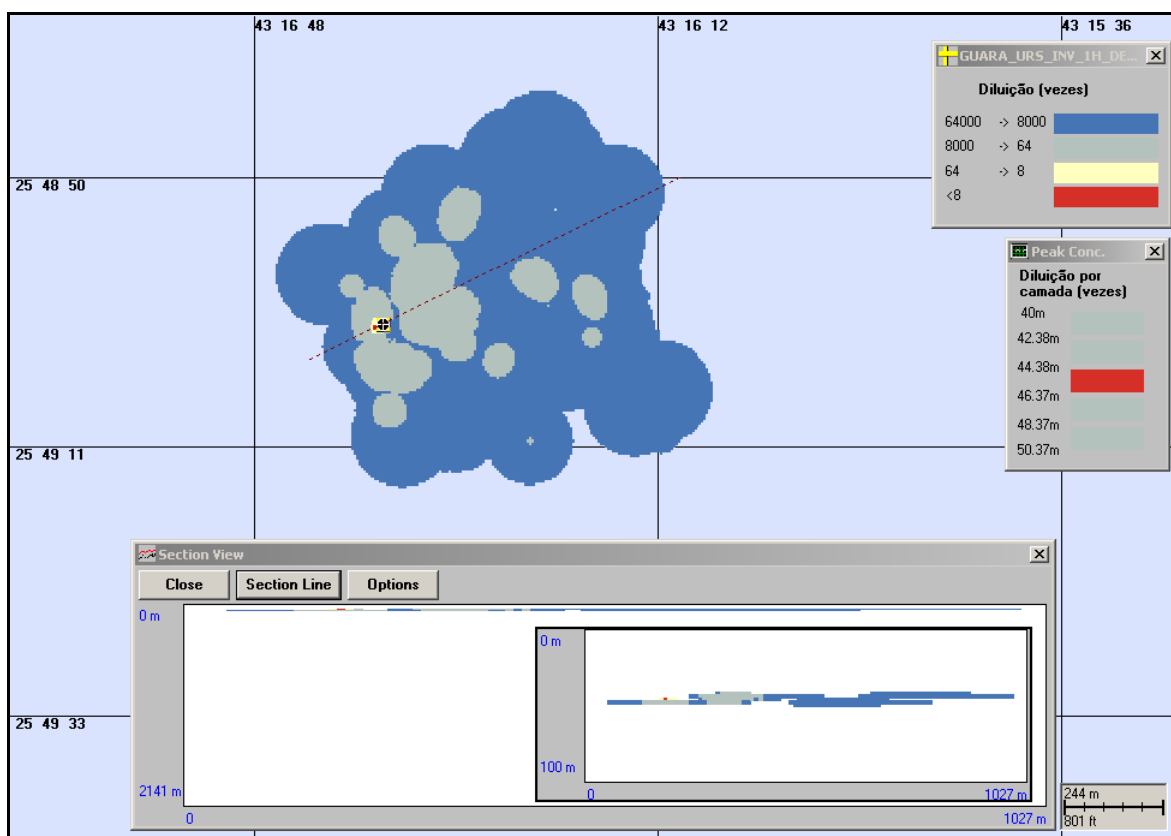 43 16 48
43 16 12
43 15 36
GUARA_URS_INV_1H_DE...
Diluição (vezes)
64000 -> 8000
8000 -> 64
64 -> 8
<8
25 48 50
Peak Conc.
Diluição por
camada (vezes)
40m
42.38m
44.38m
46.37m
48.37m
50.37m
25 49 11
Section View
Close
Section Line
Options
0 m
0 m
100 m
0
1027 m
2141 m
0
1027 m
25 49 33
244 m
801 ft